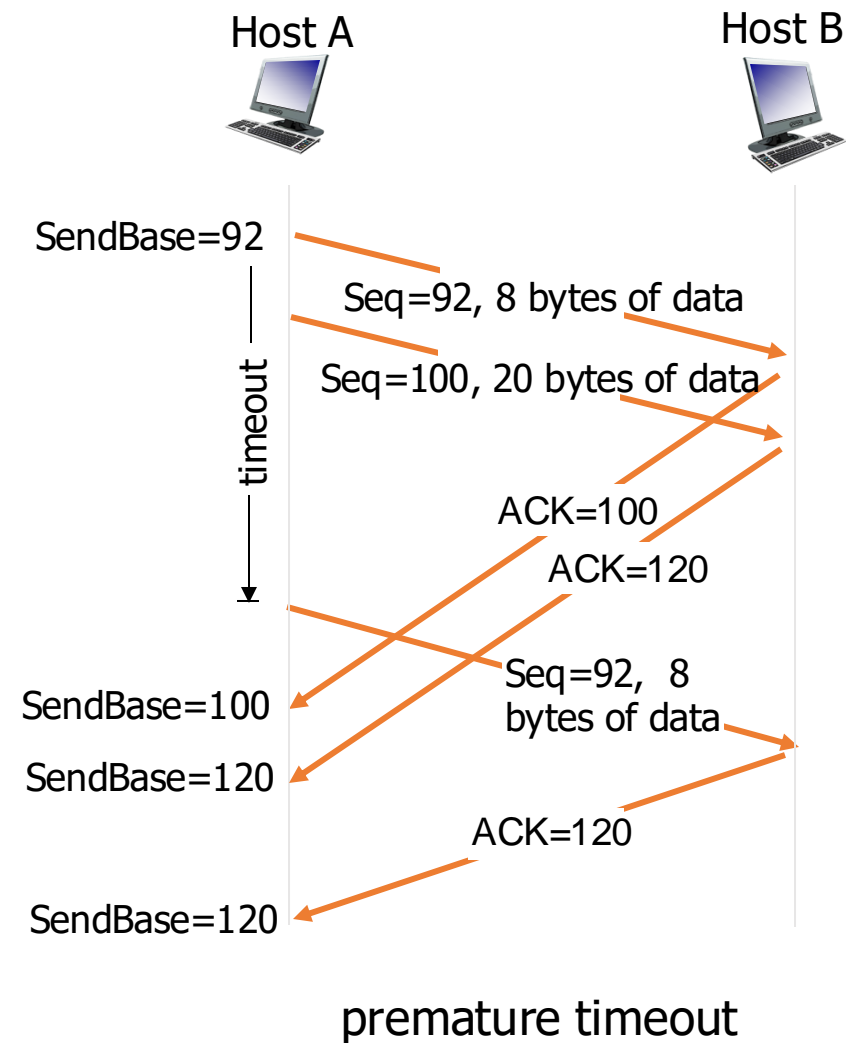 Host A
Host B
SendBase=92
Seq=92, 8 bytes of data
Seq=100, 20 bytes of data
timeout
ACK=100
ACK=120
Seq=92, 8
bytes of data
SendBase=100
SendBase=120
ACK=120
SendBase=120
premature timeout